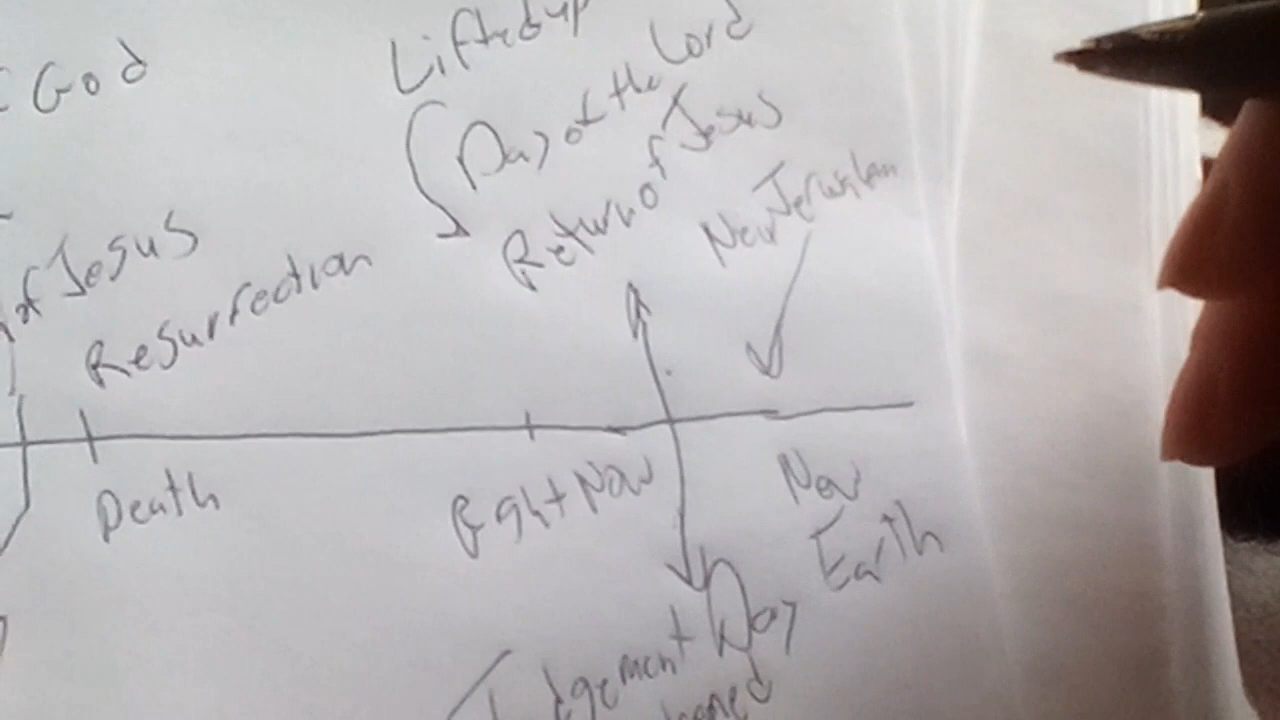 God
Lifted up
Day of the Lord
Return of Jesus
New Jerusalem
of Jesus
Resurrection
Death
Right Now
New
Earth
Judgement Day